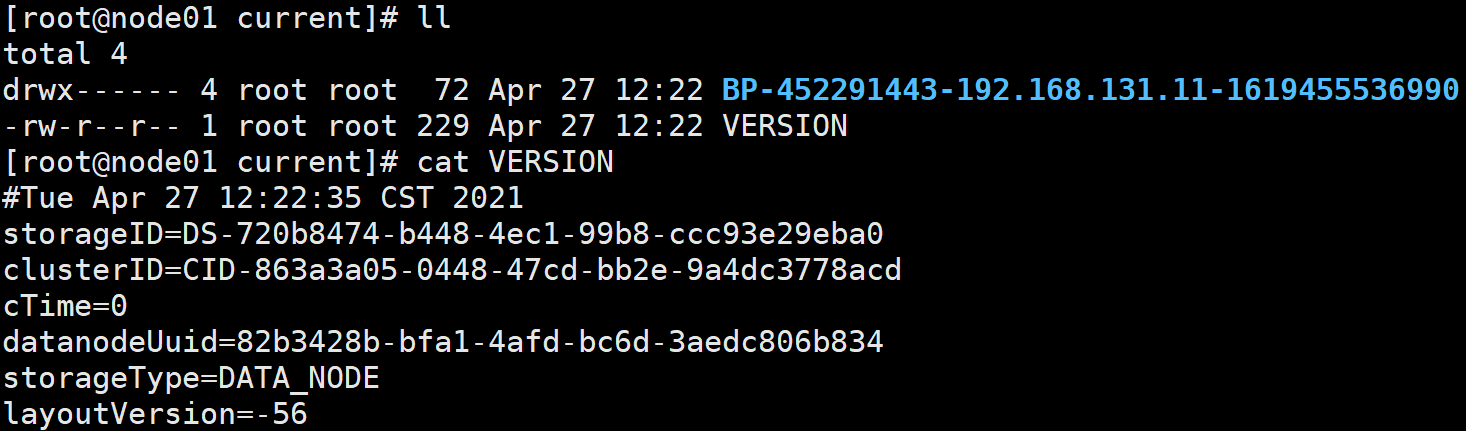 [root@node01 current]# ll
total 4
drwx------ 4 root root  72 Apr 27 12:22 BP-452291443-192.168.131.11-1619455536990
-rw-r--r-- 1 root root 229 Apr 27 12:22 VERSION
[root@node01 current]# cat VERSION
#Tue Apr 27 12:22:35 CST 2021
storageID=DS-720b8474-b448-4ec1-99b8-ccc93e29eba0
clusterID=CID-863a3a05-0448-47cd-bb2e-9a4dc3778acd
cTime=0
datanodeUuid=82b3428b-bfa1-4afd-bc6d-3aedc806b834
storageType=DATA_NODE
layoutVersion=-56